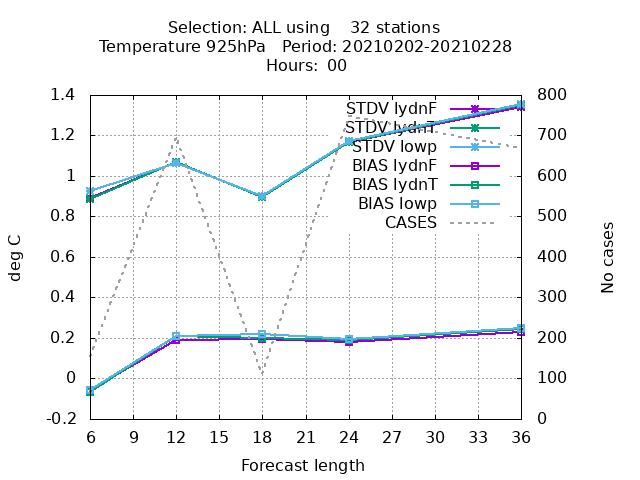 Selection: ALL using 32 stations
Temperature 925hPa Period: 20210202-20210228
Hours: 00
1.4
1.2
1
0.8
0.6
0.4
0.2
0
-0.2
deg C
STDV lydnF
STDV lydnT
STDV lowp
BIAS lydnF
BIAS lydnT
BIAS lowp
CASES
800
700
600
500
400
300
200
100
0
No cases
6 9 12 15 18 21 24 27 30 33 36
Forecast length